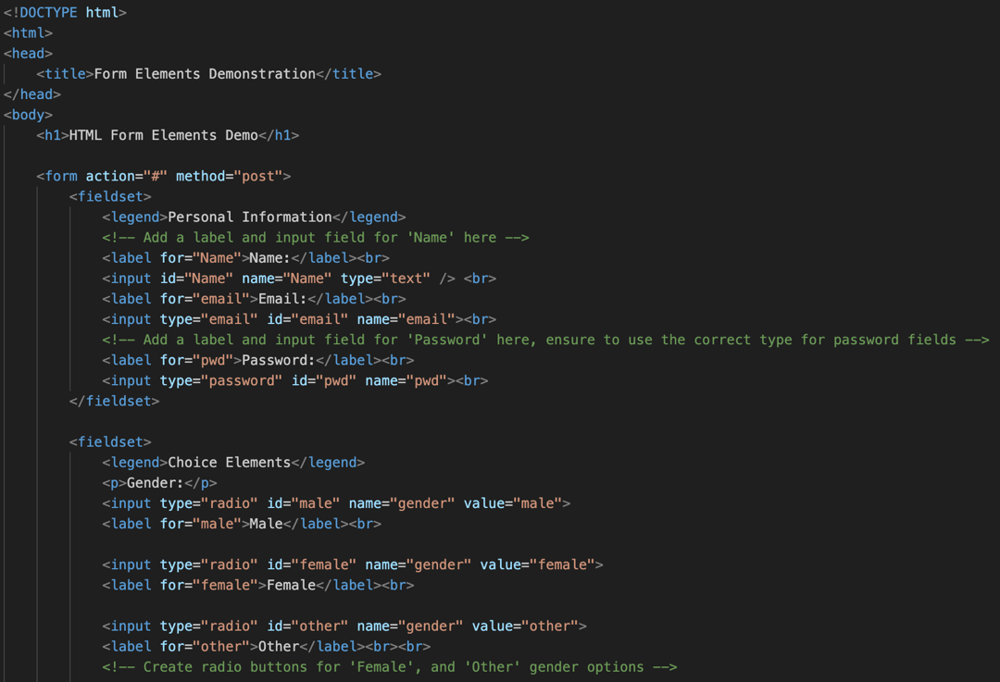 <!DOCTYPE html>
<html>
<head>
    <title>Form Elements Demonstration</title>
</head>
<body>
    <h1>HTML Form Elements Demo</h1>

    <form action="#" method="post">
        <fieldset>
            <legend>Personal Information</legend>
            <!-- Add a label and input field for 'Name' here -->
            <label for="Name">Name:</label><br>
            <input id="Name" name="Name" type="text" /> <br>
            <label for="email">Email:</label><br>
            <input type="email" id="email" name="email"><br>
            <!-- Add a label and input field for 'Password' here, ensure to use the correct type for password fields -->
            <label for="pwd">Password:</label><br>
            <input type="password" id="pwd" name="pwd"><br>
        </fieldset>

        <fieldset>
            <legend>Choice Elements</legend>
            <p>Gender:</p>
            <input type="radio" id="male" name="gender" value="male">
            <label for="male">Male</label><br>

            <input type="radio" id="female" name="gender" value="female">
            <label for="female">Female</label><br>

            <input type="radio" id="other" name="gender" value="other">
            <label for="other">Other</label><br><br>
            <!-- Create radio buttons for 'Female', and 'Other' gender options -->